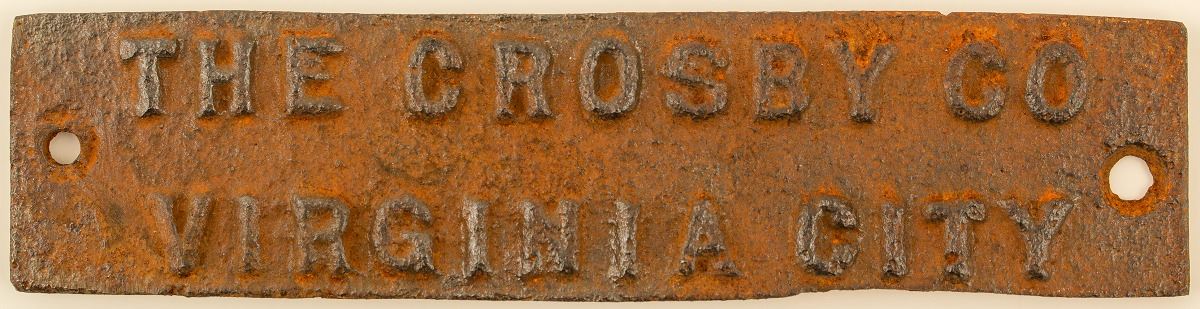 THE CROSBY CO
VIRGINIA CITY